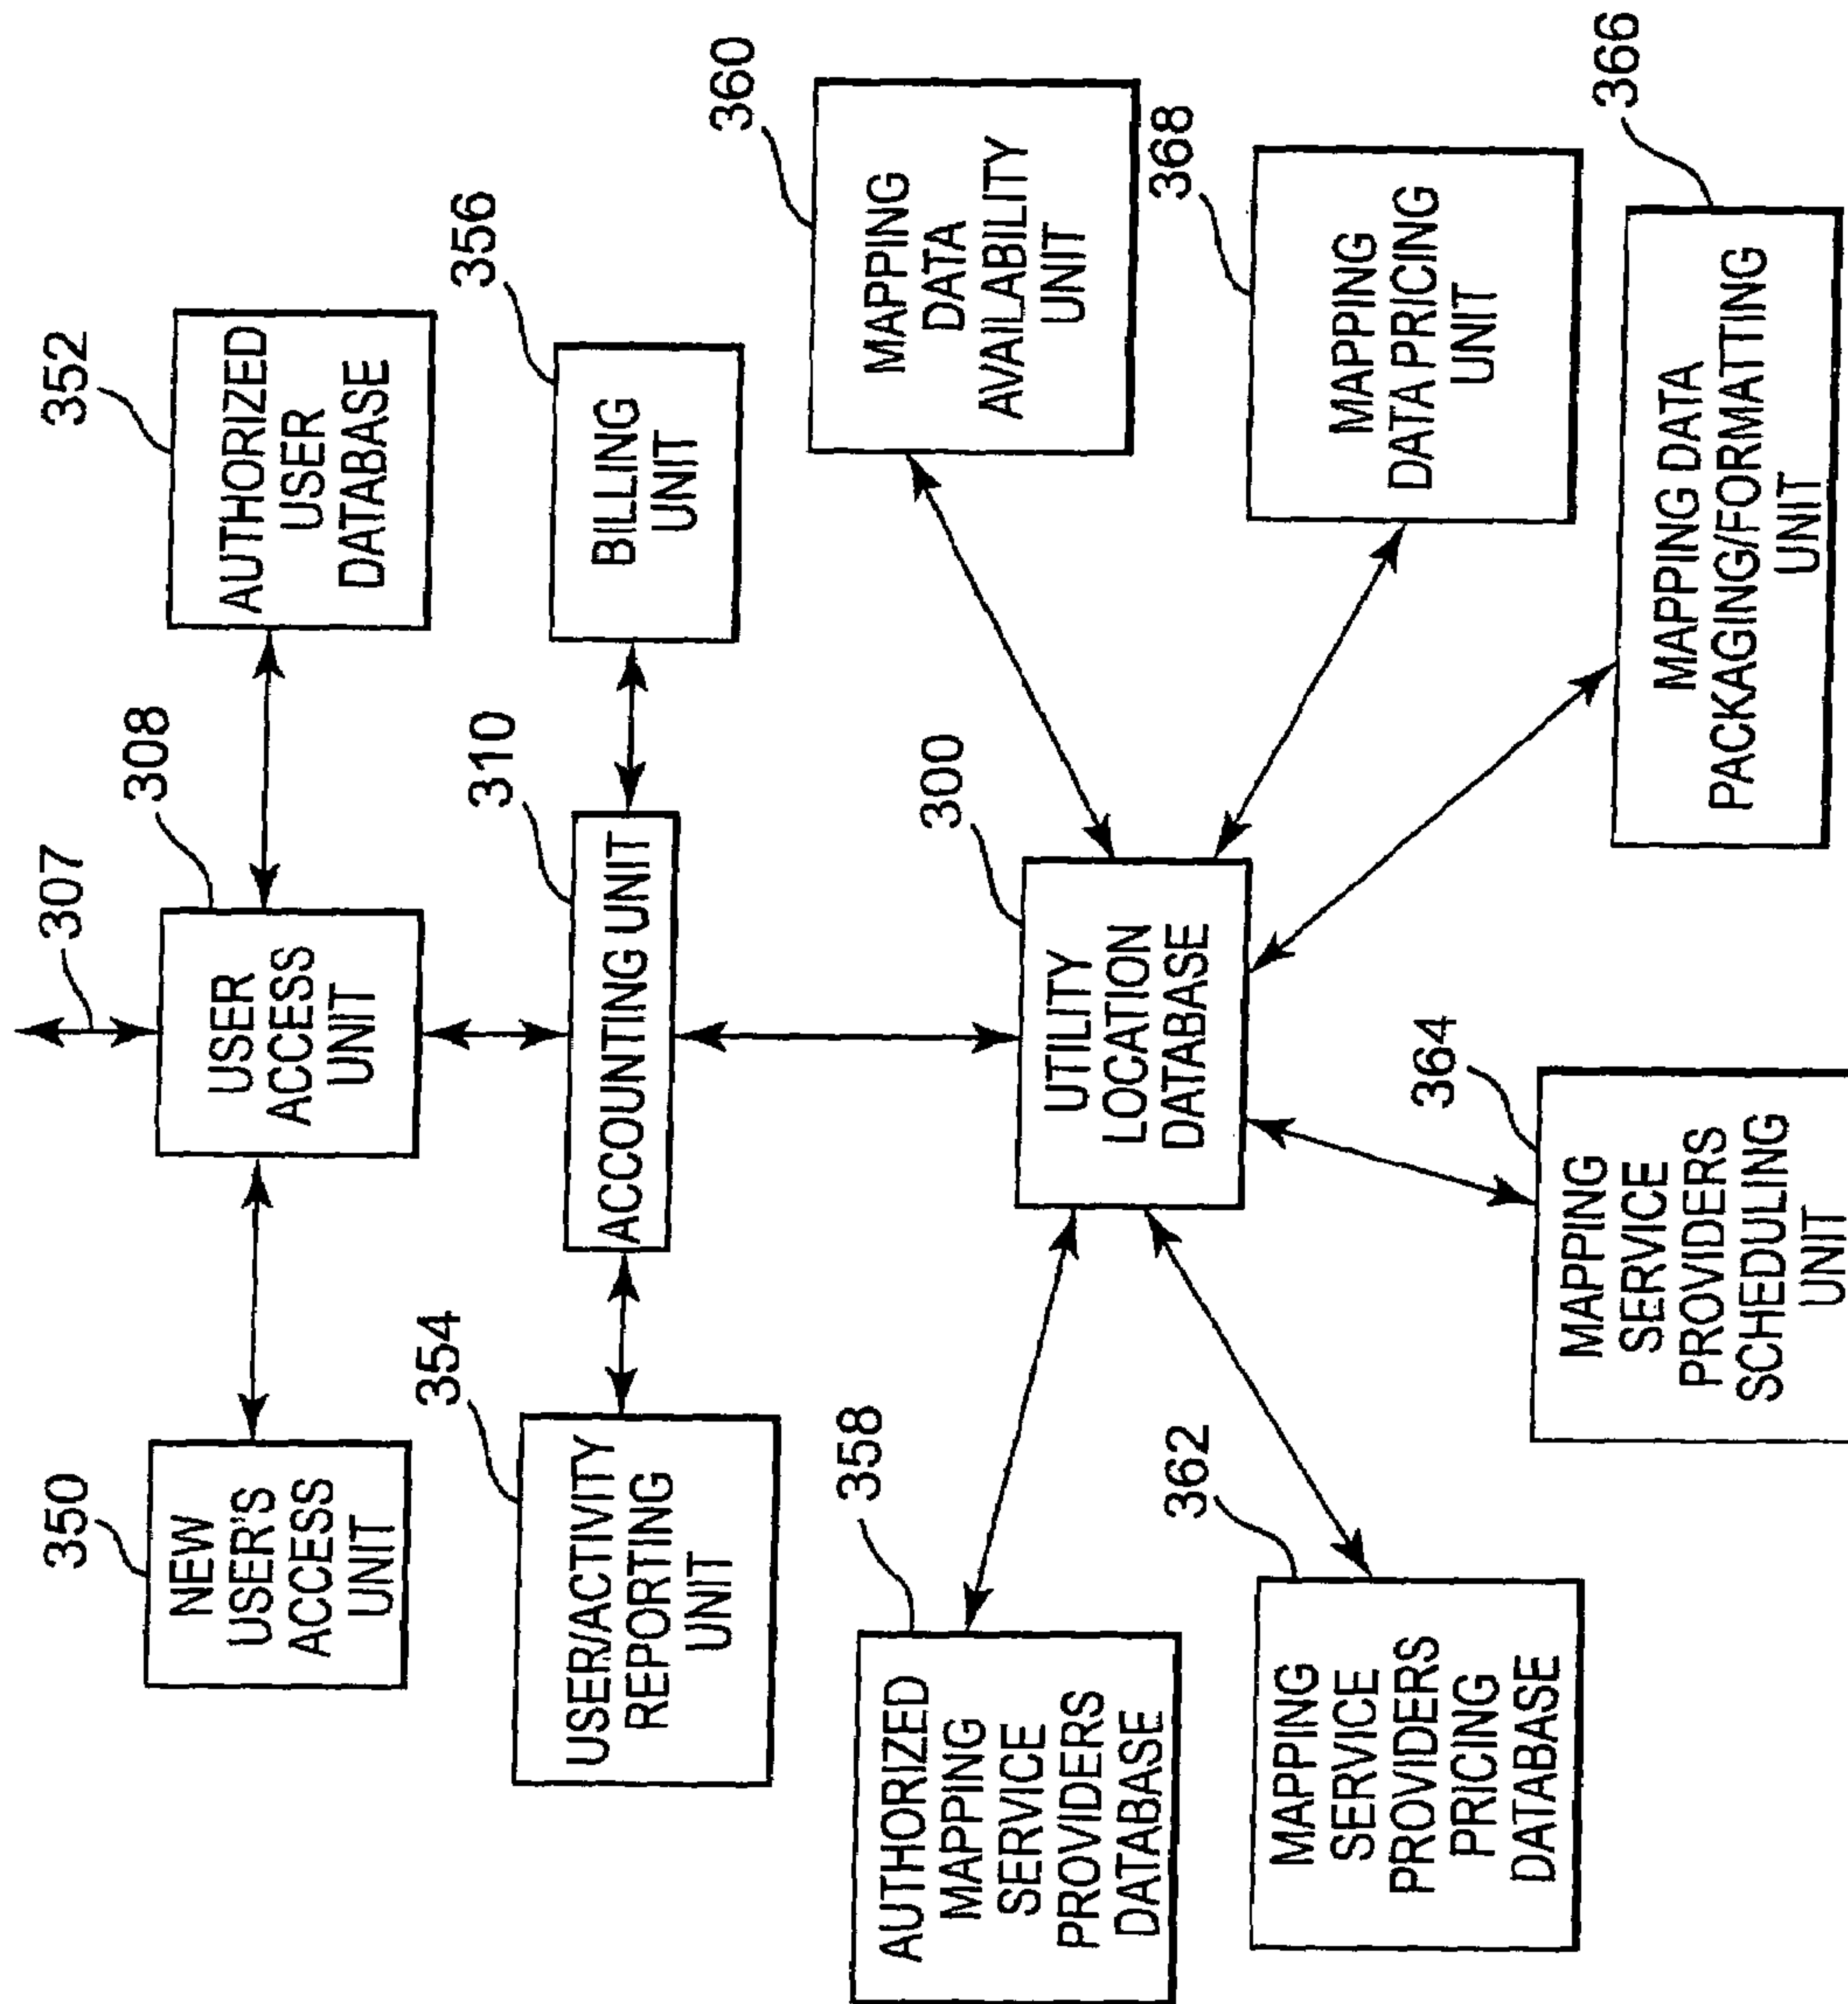 307
350
NEW
USER'S
ACCESS
UNIT
308
USER
ACCESS
UNIT
352
AUTHORIZED
USER
DATABASE
354
USER/ACTIVITY
REPORTING
UNIT
310
ACCOUNTING UNIT
356
BILLING
UNIT
358
AUTHORIZED
MAPPING
SERVICE
PROVIDERS
DATABASE
300
UTILITY
LOCATION
DATABASE
360
MAPPING
DATA
AVAILABILITY
UNIT
362
MAPPING
SERVICE
PROVIDERS
PRICING
DATABASE
364
MAPPING
SERVICE
PROVIDERS
SCHEDULING
UNIT
368
MAPPING
DATA PRICING
UNIT
366
MAPPING DATA
PACKAGING/FORMATTING
UNIT